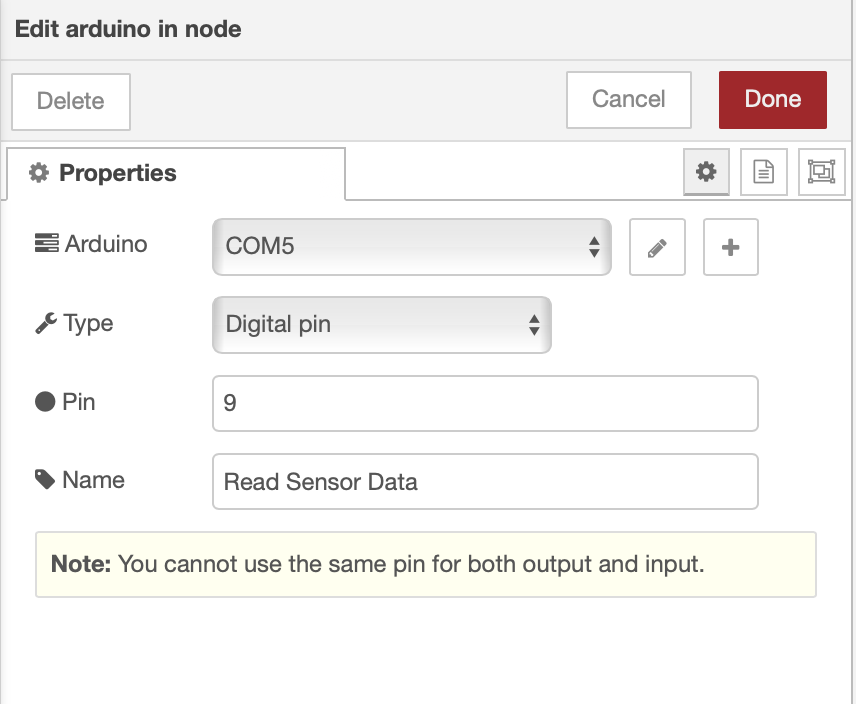 Edit arduino in node
Delete Cancel Done
Properties
Arduino COM5
Type Digital pin
Pin 9
Name Read Sensor Data
Note: You cannot use the same pin for both output and input.